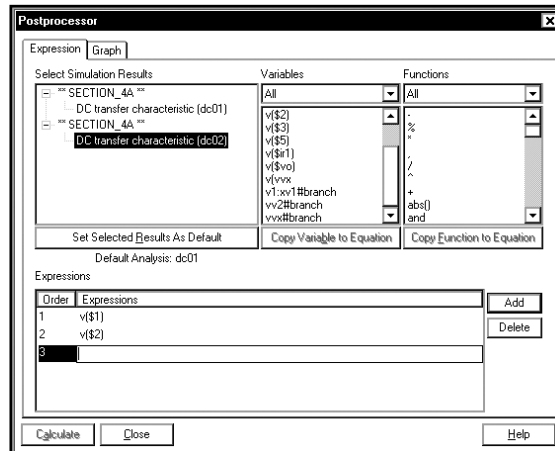 Postprocessor
Expression Graph
Select Simulation Results Variables Functions
** SECTION_4A ** All All
DC transfer characteristic (dc01)
** SECTION_4A **
DC transfer characteristic (dc02)
v($2)
v($3)
v($5)
v($ir1)
v($vo)
v(vvx
v1:xv1#branch
vv2#branch
vvx#branch
-
%
*
,
/
^
+
abs()
and
Set Selected Results As Default Copy Variable to Equation Copy Function to Equation
Default Analysis: dc01
Expressions
Order Expressions
1 v($1)
2 v($2)
3
Add
Delete
Calculate Close Help